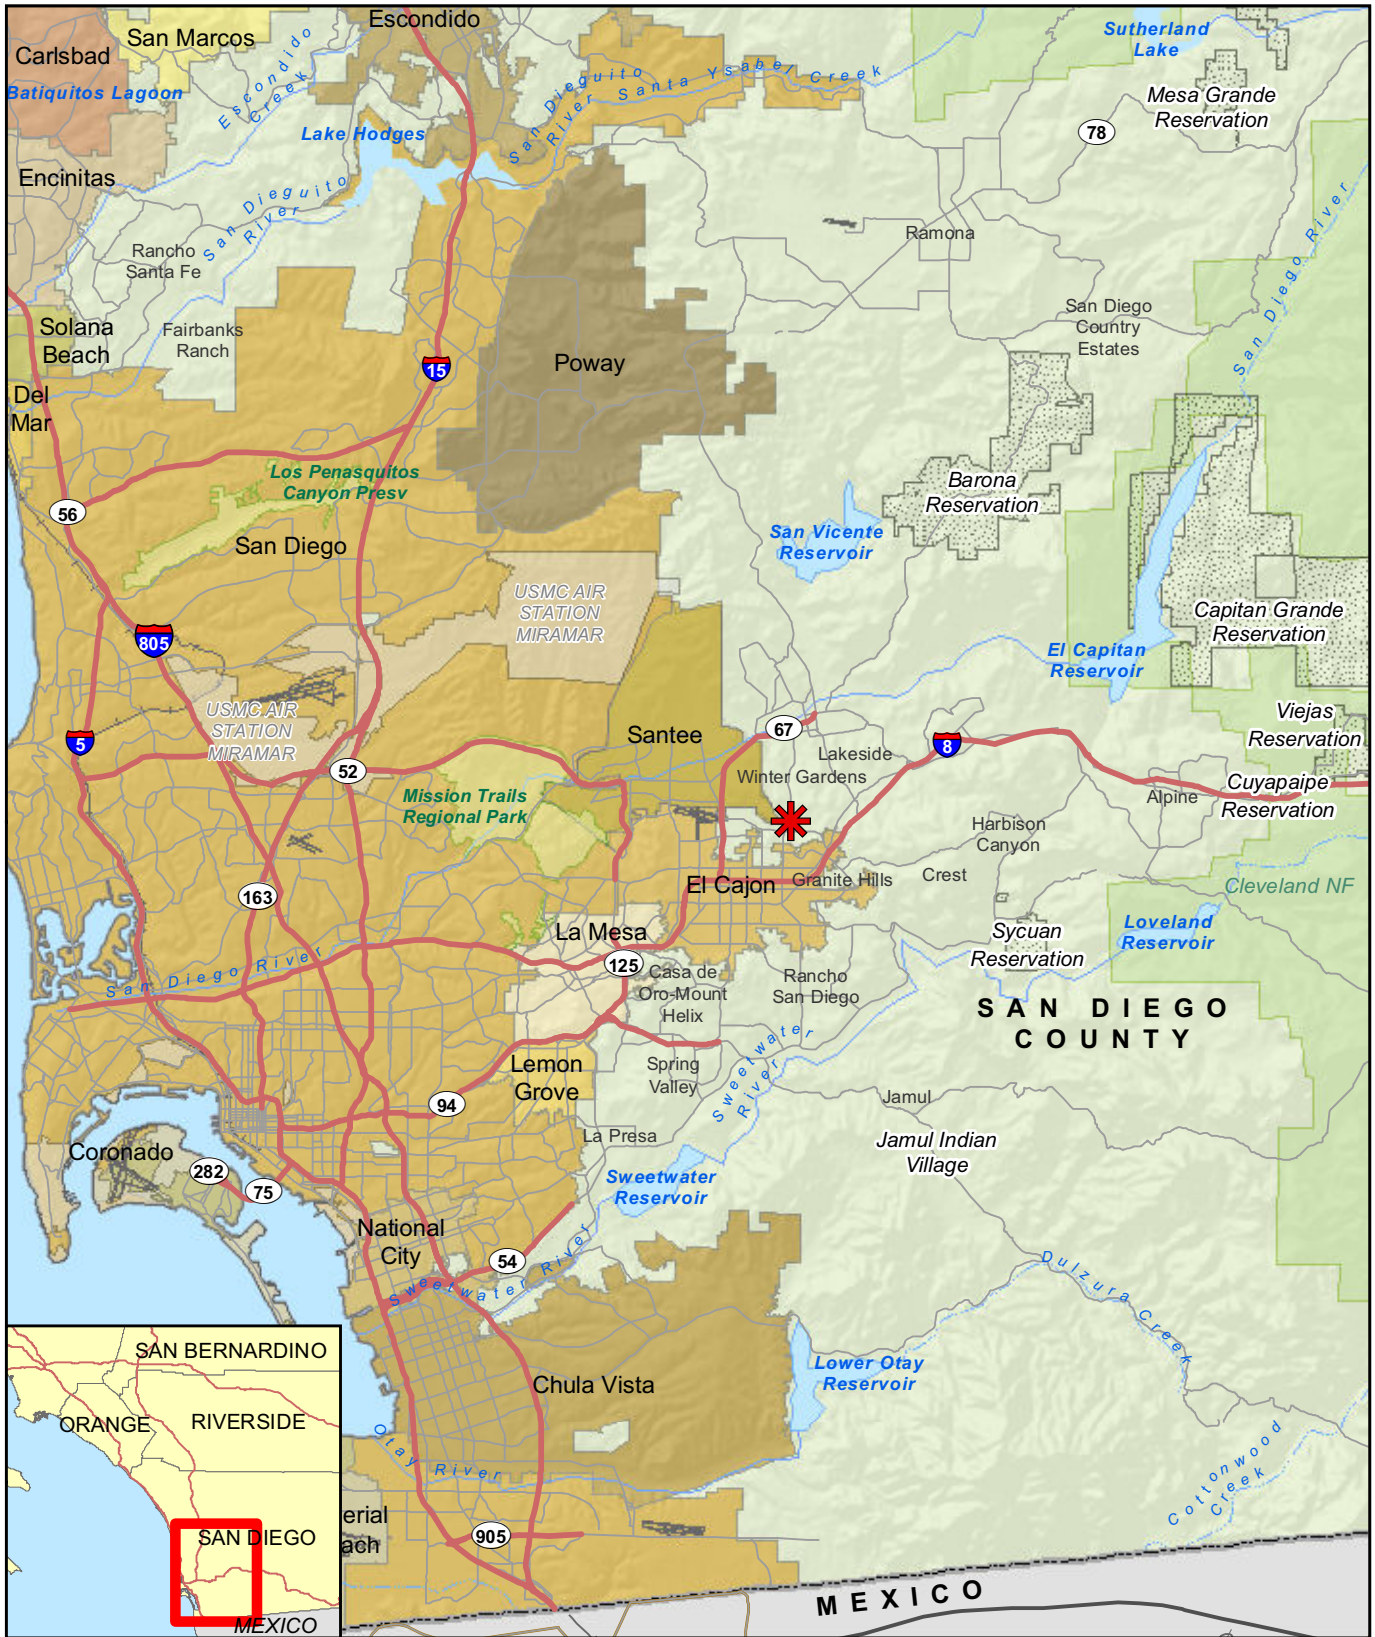 Escondido
San Marcos
Carlsbad
Batiquitos Lagoon
Escondido
Creek
Lake Hodges
San Dieguito
River
Santa Ysabel Creek
Sutherland
Lake
Mesa Grande
Reservation
78
Encinitas
San Dieguito
River
Rancho
Santa Fe
Ramona
San Diego River
Solana
Beach
Fairbanks
Ranch
San Diego
Country
Estates
15
Poway
Del
Mar
Los Penasquitos
Canyon Presv
Barona
Reservation
56
San Diego
San Vicente
Reservoir
USMC AIR
STATION
MIRAMAR
Capitan Grande
Reservation
805
El Capitan
Reservoir
USMC AIR
STATION
MIRAMAR
5
Santee
67
Lakeside
8
Viejas
Reservation
52
Winter Gardens
Cuyapaipe
Reservation
Alpine
Mission Trails
Regional Park
Harbison
Canyon
163
El Cajon
Granite Hills
Crest
Cleveland NF
La Mesa
Sycuan
Reservation
Loveland
Reservoir
San Diego River
125
Casa de
Oro-Mount
Helix
Rancho
San Diego
SAN DIEGO
COUNTY
Sweetwater
River
Lemon
Grove
Spring
Valley
94
Jamul
La Presa
Jamul Indian
Village
Coronado
282
75
Sweetwater
Reservoir
National
City
54
Sweetwater River
Dulzura Creek
Chula Vista
Lower Otay
Reservoir
Otay River
Cottonwood
Creek
erial
ach
905
MEXICO
SAN BERNARDINO
ORANGE
RIVERSIDE
SAN DIEGO
MEXICO